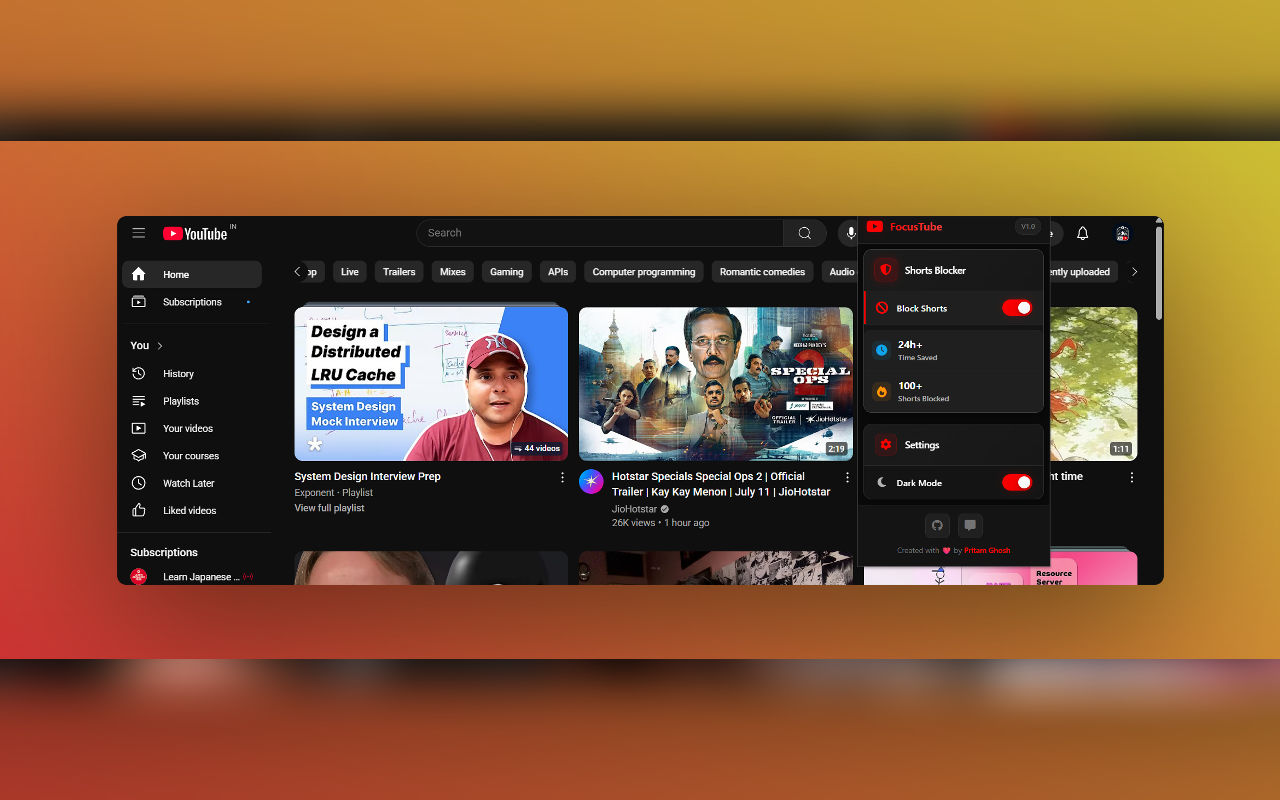 YouTube IN
Search
FocusTube
V1.0
Home
Subscriptions
You
History
Playlists
Your videos
Your courses
Watch Later
Liked videos
Subscriptions
Learn Japanese ...
Live
Trailers
Mixes
Gaming
APIs
Computer programming
Romantic comedies
Audio
ently uploaded
Design a
Distributed
LRU Cache
System Design
Mock Interview
44 videos
System Design Interview Prep
Exponent • Playlist
View full playlist
SPECIAL
OPS
2
OFFICIAL
TRAILER
JioHotstar
2:19
Hotstar Specials Special Ops 2 | Official
Trailer | Kay Kay Menon | July 11 | JioHotstar
JioHotstar
26K views • 1 hour ago
Shorts Blocker
Block Shorts
24h+
Time Saved
100+
Shorts Blocked
Settings
Dark Mode
Created with ❤ by Pritam Ghosh
1:11
nt time
Resource
Server